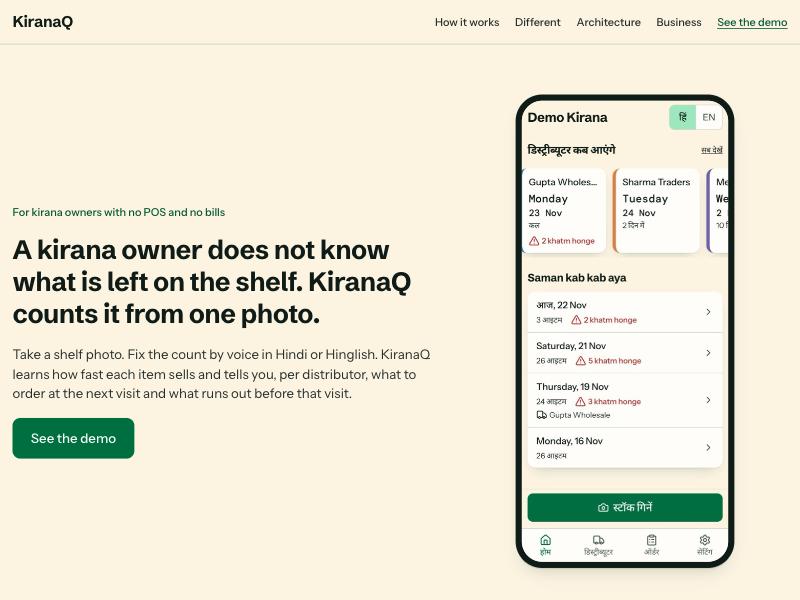 KiranaQ
How it works
Different
Architecture
Business
See the demo
For kirana owners with no POS and no bills
A kirana owner does not know
what is left on the shelf. KiranaQ
counts it from one photo.
Take a shelf photo. Fix the count by voice in Hindi or Hinglish. KiranaQ
learns how fast each item sells and tells you, per distributor, what to
order at the next visit and what runs out before that visit.
See the demo
Demo Kirana
हिं
EN
डिस्ट्रीब्यूटर कब आएंगे
सब देखें
Gupta Wholes...
Monday
23 Nov
कल
2 khatm honge
Sharma Traders
Tuesday
24 Nov
2 दिन में
Me
We
2
10 f
Saman kab kab aya
आज, 22 Nov
3 आइटम
2 khatm honge
Saturday, 21 Nov
26 आइटम
5 khatm honge
Thursday, 19 Nov
24 आइटम
3 khatm honge
Gupta Wholesale
Monday, 16 Nov
26 आइटम
स्टॉक गिनें
होम
डिस्ट्रीब्यूटर
ऑर्डर
सेटिंग